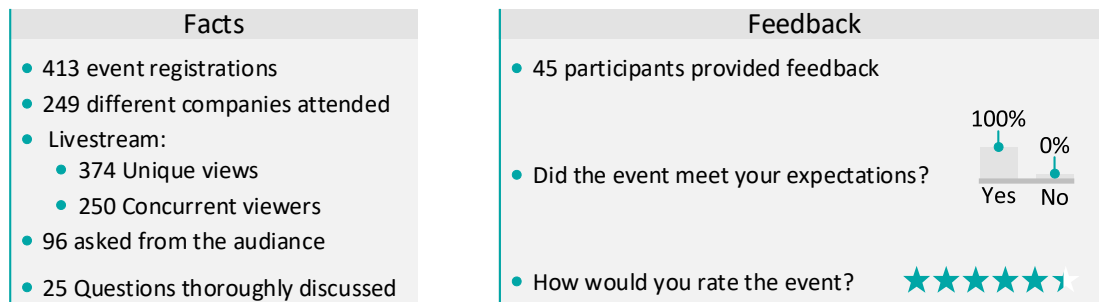 Facts
413 event registrations
249 different companies attended
Livestream:
374 Unique views
250 Concurrent viewers
96 asked from the audiance
25 Questions thoroughly discussed
Feedback
45 participants provided feedback
Did the event meet your expectations?
100%
0%
Yes No
How would you rate the event?